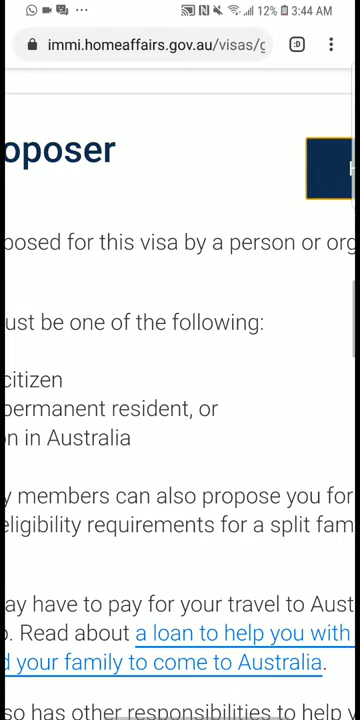 12% 3:44 AM
immi.homeaffairs.gov.au/visas/g
:D
oposer
posed for this visa by a person or org
ust be one of the following:
citizen
permanent resident, or
n in Australia
y members can also propose you for
eligibility requirements for a split fam
ay have to pay for your travel to Aust
o. Read about a loan to help you with
d your family to come to Australia.
so has other responsibilities to help y